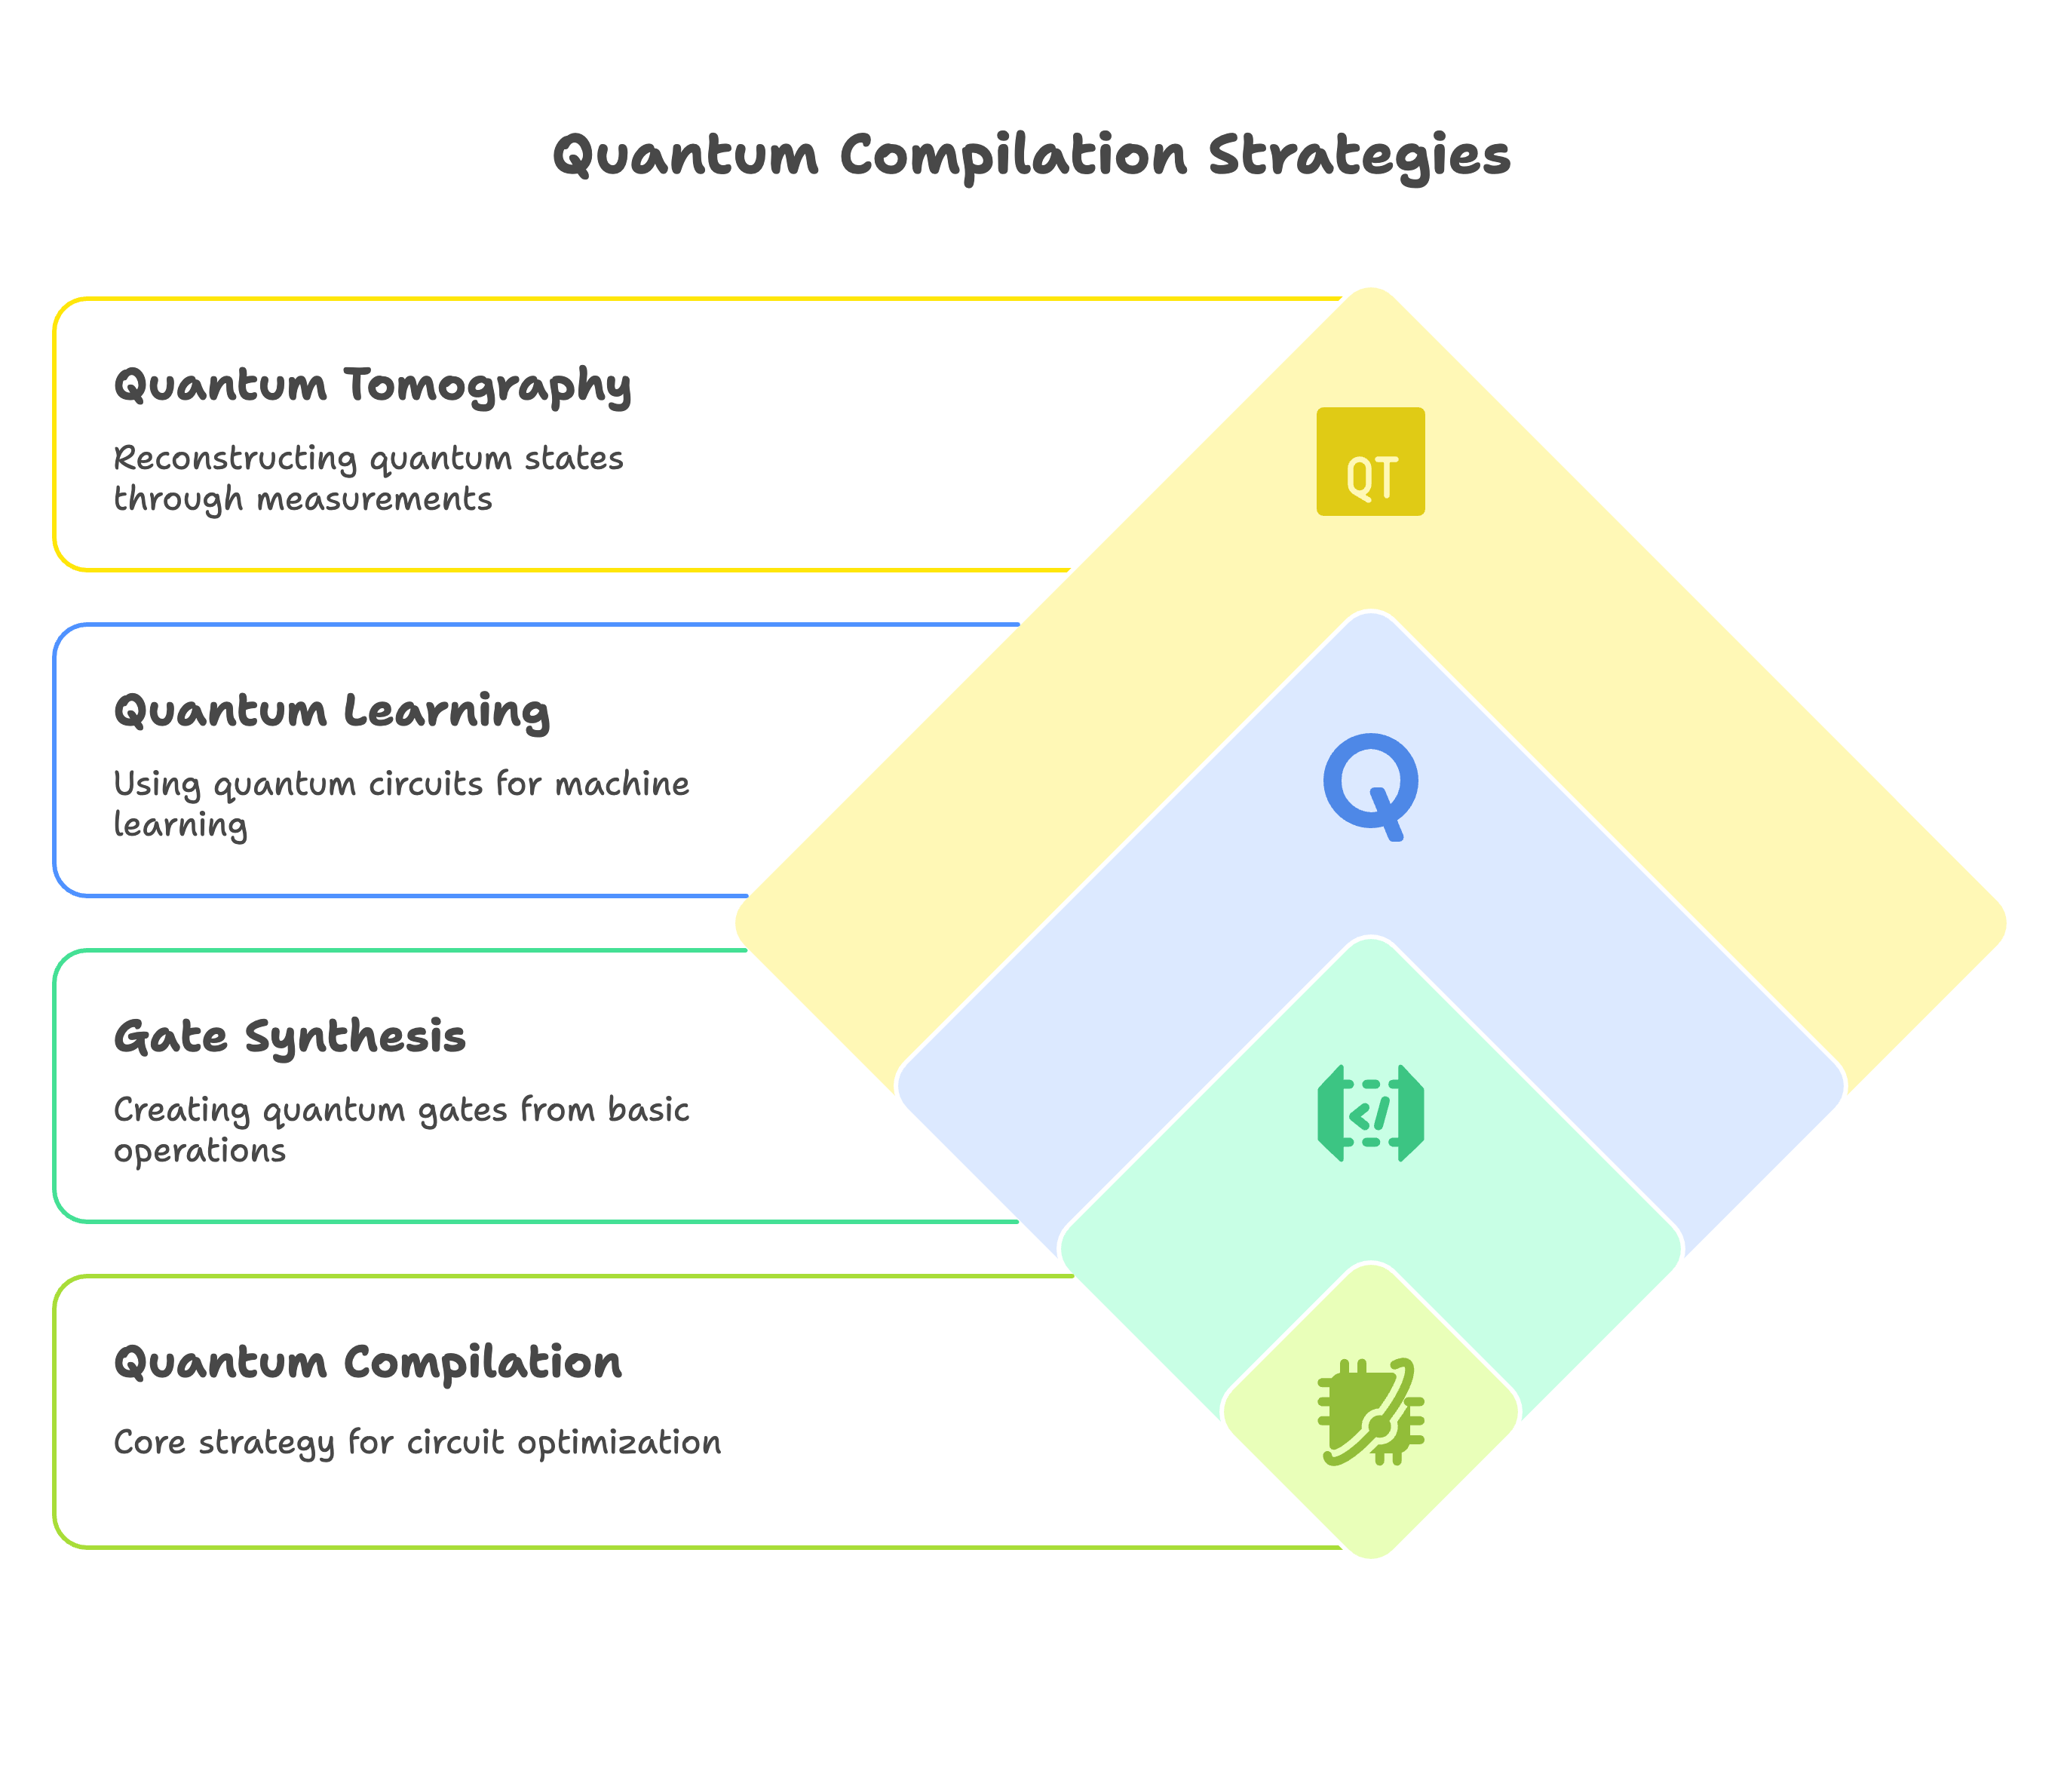 Quantum Compilation Strategies
Quantum Tomography
Reconstructing quantum states
through measurements
QT
Quantum Learning
Using quantum circuits for machine
learning
Q
Gate Synthesis
Creating quantum gates from basic
operations
</
Quantum Compilation
Core strategy for circuit optimization